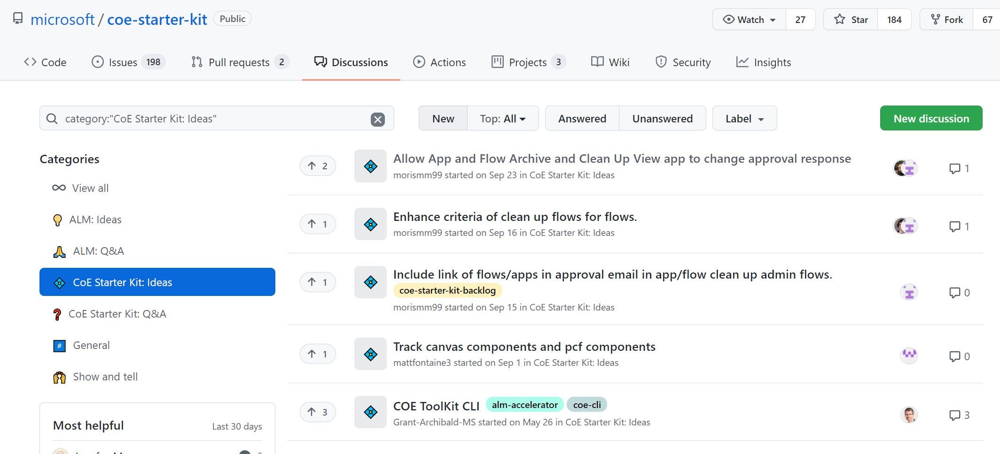 microsoft / coe-starter-kit Public Watch 27 Star 184 Fork 67
Code Issues 198 Pull requests 2 Discussions Actions Projects 3 Wiki Security Insights
category:"CoE Starter Kit: Ideas" New Top: All Answered Unanswered Label New discussion
Categories
View all
ALM: Ideas
ALM: Q&A
CoE Starter Kit: Ideas
CoE Starter Kit: Q&A
# General
Show and tell
Most helpful Last 30 days
2 Allow App and Flow Archive and Clean Up View app to change approval response 1
morismm99 started on Sep 23 in CoE Starter Kit: Ideas
1 Enhance criteria of clean up flows for flows. 1
morismm99 started on Sep 16 in CoE Starter Kit: Ideas
1 Include link of flows/apps in approval email in app/flow clean up admin flows.
coe-starter-kit-backlog 0
morismm99 started on Sep 15 in CoE Starter Kit: Ideas
1 Track canvas components and pcf components 0
mattfontaine3 started on Sep 1 in CoE Starter Kit: Ideas
3 COE ToolKit CLI alm-accelerator coe-cli 3
Grant-Archibald-MS started on May 26 in CoE Starter Kit: Ideas